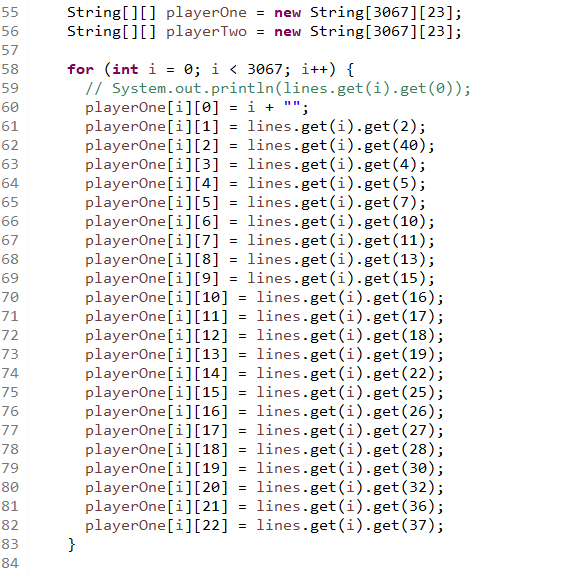 55 String[][] playerOne = new String[3067][23];
56 String[][] playerTwo = new String[3067][23];
57
58 for (int i = 0; i < 3067; i++) {
59 // System.out.println(lines.get(i).get(0));
60 playerOne[i][0] = i + "";
61 playerOne[i][1] = lines.get(i).get(2);
62 playerOne[i][2] = lines.get(i).get(40);
63 playerOne[i][3] = lines.get(i).get(4);
64 playerOne[i][4] = lines.get(i).get(5);
65 playerOne[i][5] = lines.get(i).get(7);
66 playerOne[i][6] = lines.get(i).get(10);
67 playerOne[i][7] = lines.get(i).get(11);
68 playerOne[i][8] = lines.get(i).get(13);
69 playerOne[i][9] = lines.get(i).get(15);
70 playerOne[i][10] = lines.get(i).get(16);
71 playerOne[i][11] = lines.get(i).get(17);
72 playerOne[i][12] = lines.get(i).get(18);
73 playerOne[i][13] = lines.get(i).get(19);
74 playerOne[i][14] = lines.get(i).get(22);
75 playerOne[i][15] = lines.get(i).get(25);
76 playerOne[i][16] = lines.get(i).get(26);
77 playerOne[i][17] = lines.get(i).get(27);
78 playerOne[i][18] = lines.get(i).get(28);
79 playerOne[i][19] = lines.get(i).get(30);
80 playerOne[i][20] = lines.get(i).get(32);
81 playerOne[i][21] = lines.get(i).get(36);
82 playerOne[i][22] = lines.get(i).get(37);
83 }
84